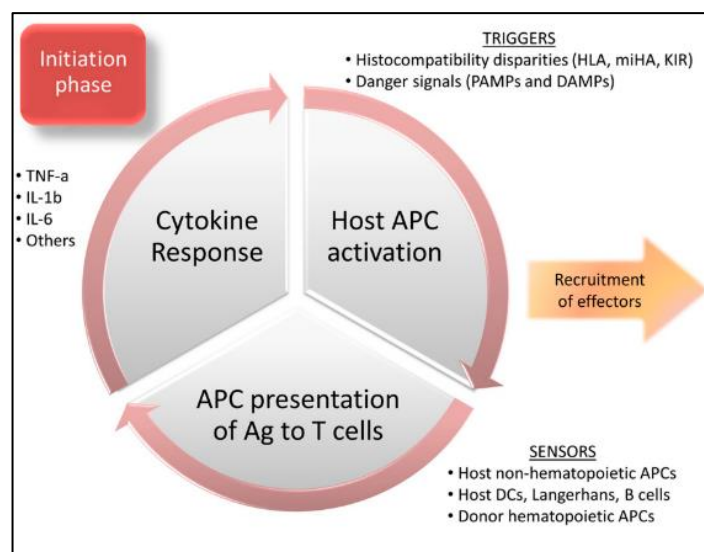 Initiation
phase
TRIGGERS
• Histocompatibility disparities (HLA, miHA, KIR)
• Danger signals (PAMPs and DAMPs)
• TNF-a
• IL-1b
• IL-6
• Others
Cytokine
Response
Host APC
activation
Recruitment
of effectors
APC presentation
of Ag to T cells
SENSORS
• Host non-hematopoietic APCs
• Host DCs, Langerhans, B cells
• Donor hematopoietic APCs